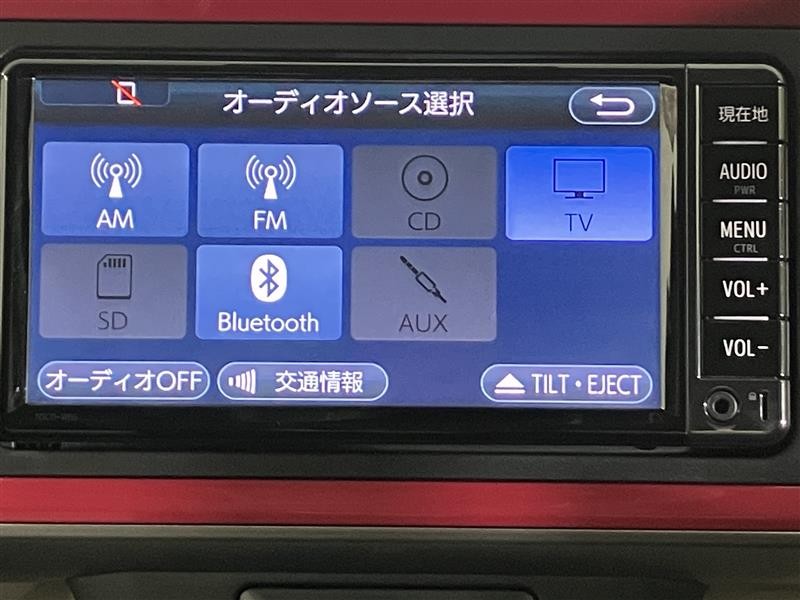 オーディオソース選択
AM
FM
CD
TV
SD
Bluetooth
AUX
オーディオOFF
交通情報
TILT・EJECT
現在地
AUDIO
PWR
MENU
CTRL
VOL+
VOL-